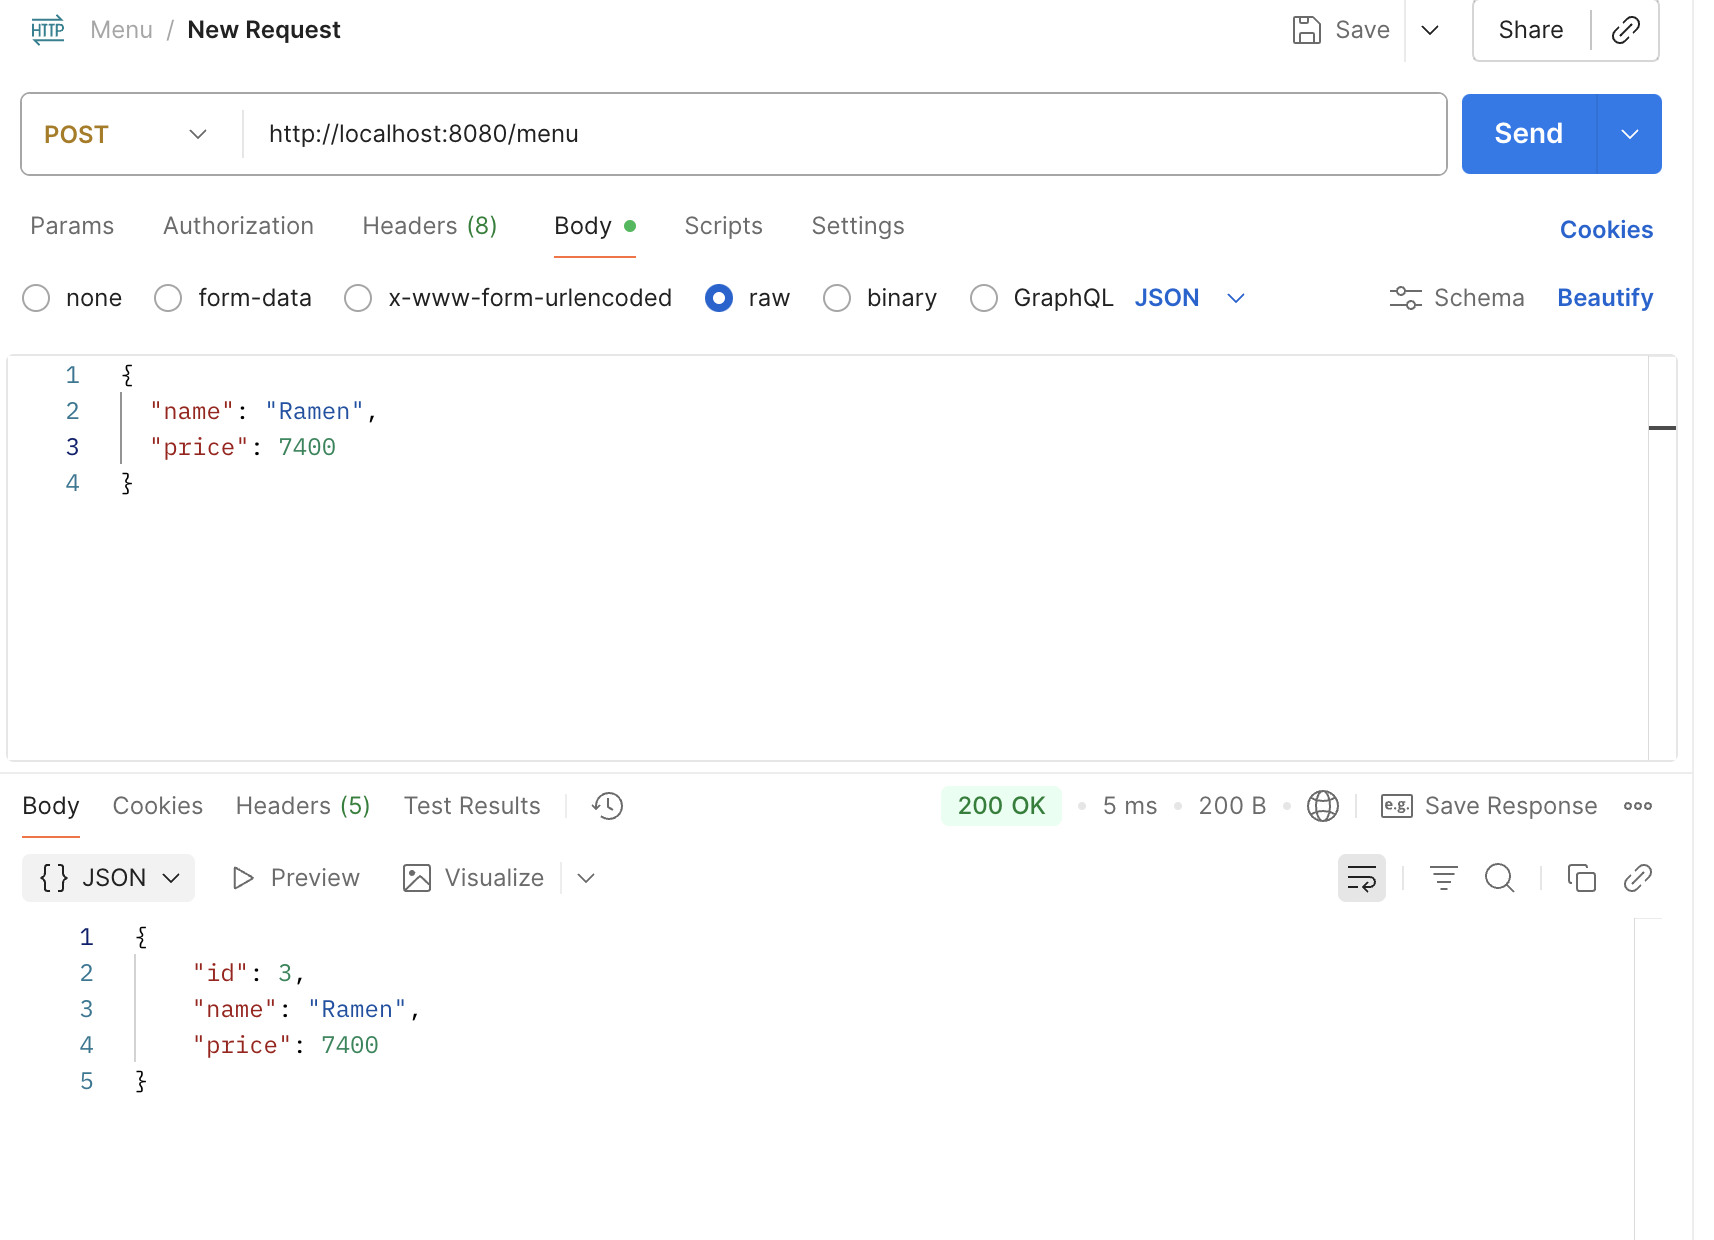 HTTP Menu / New Request Save Share
POST http://localhost:8080/menu Send
Params Authorization Headers (8) Body Scripts Settings Cookies
none form-data x-www-form-urlencoded raw binary GraphQL JSON Schema Beautify
1 {
2 "name": "Ramen",
3 "price": 7400
4 }
Body Cookies Headers (5) Test Results 200 OK • 5 ms • 200 B • e.g. Save Response
{} JSON Preview Visualize
1 {
2 "id": 3,
3 "name": "Ramen",
4 "price": 7400
5 }